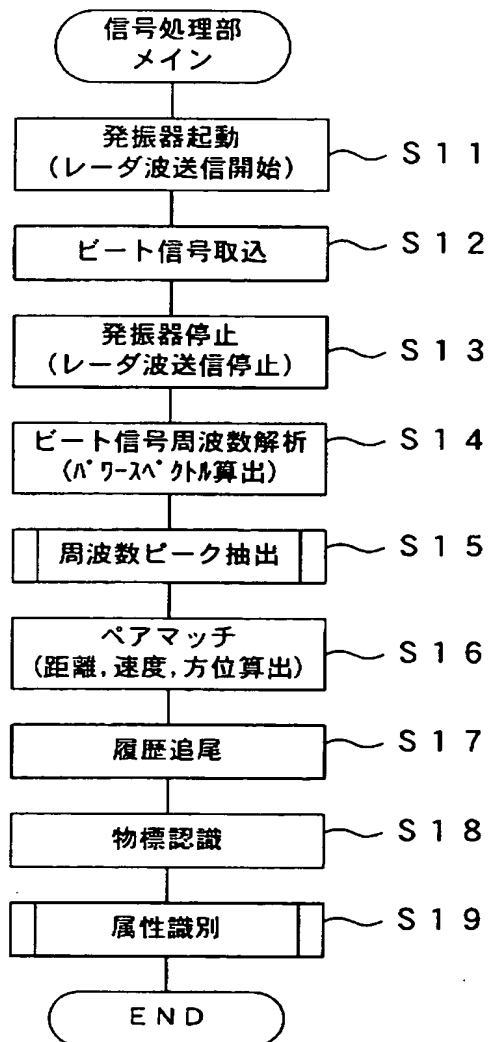 信号処理部
メイン
発振器起動
(レーダ波送信開始)
S11
ビート信号取込
S12
発振器停止
(レーダ波送信停止)
S13
ビート信号周波数解析
(ﾊﾟﾜｰｽﾍﾟｸﾄﾙ算出)
S14
周波数ピーク抽出
S15
ペアマッチ
(距離,速度,方位算出)
S16
履歴追尾
S17
物標認識
S18
属性識別
S19
END